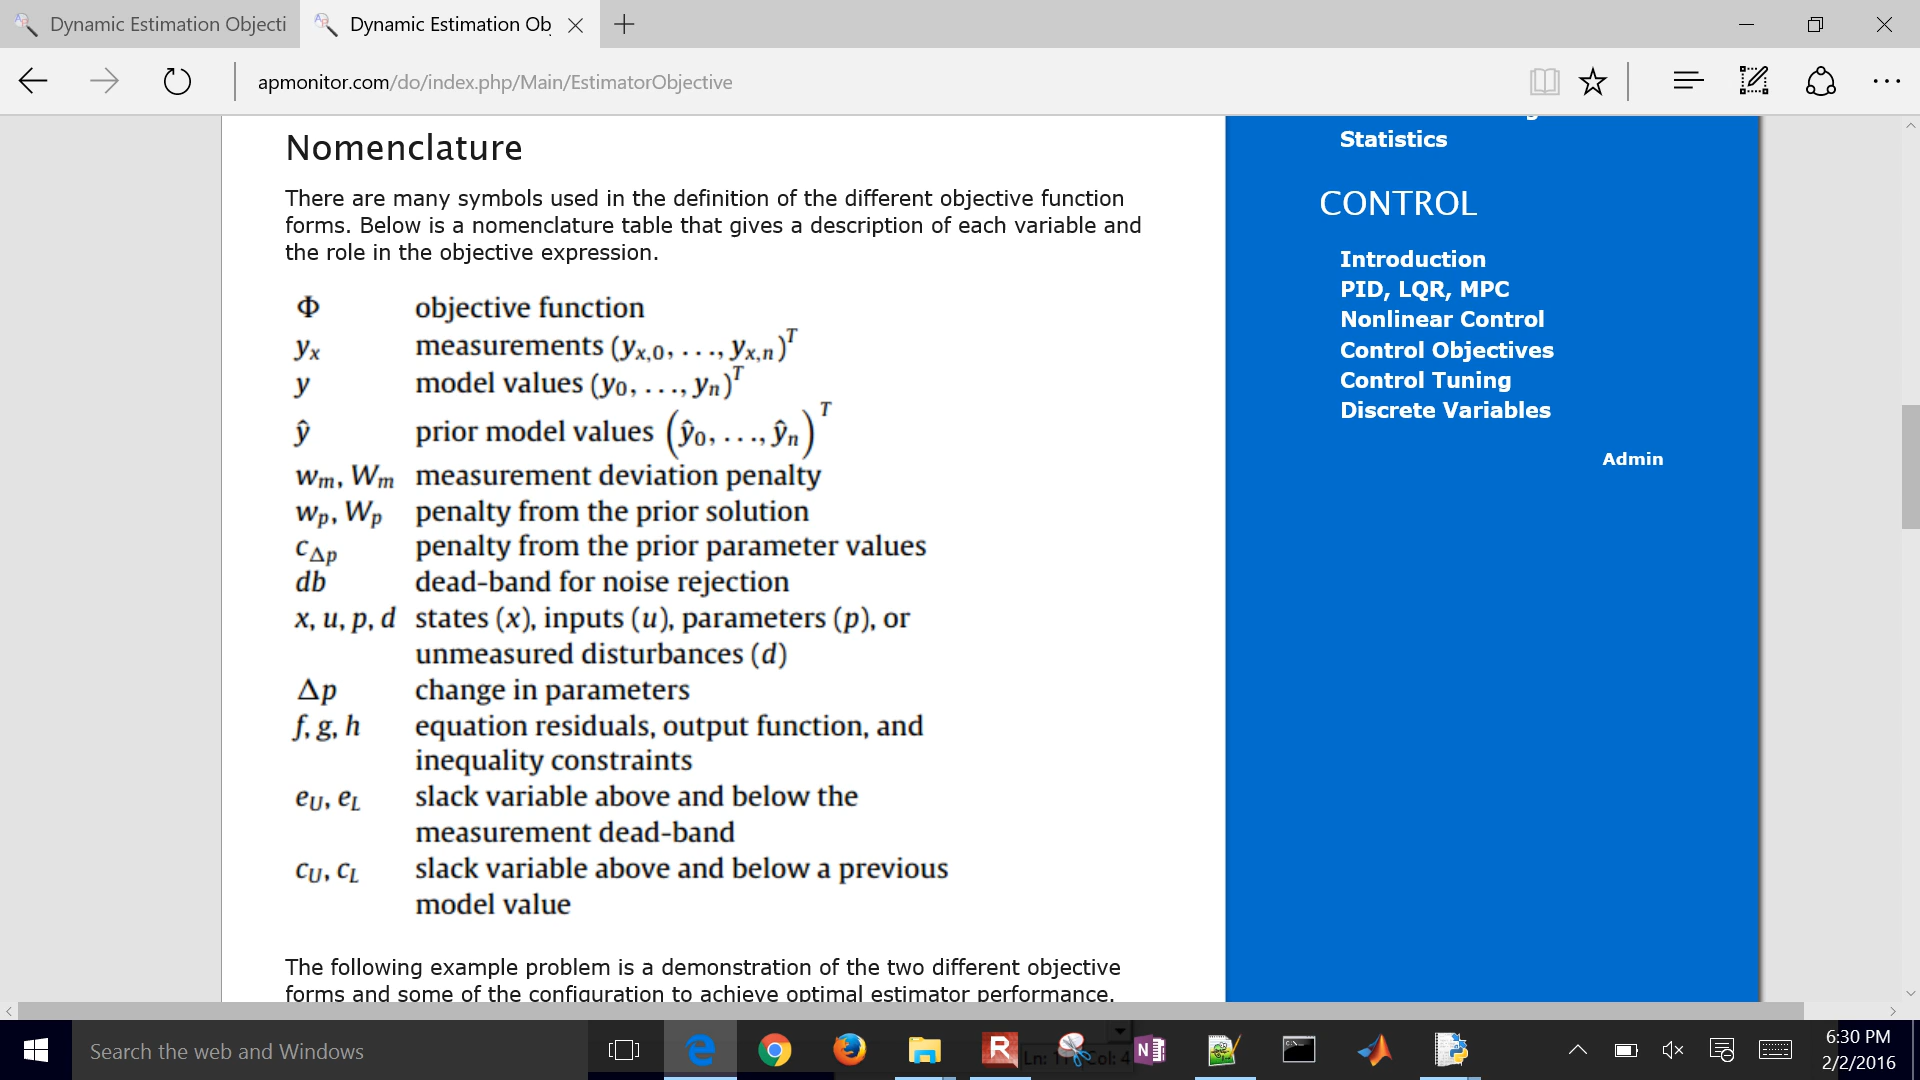 Dynamic Estimation Objecti
Dynamic Estimation Ob
apmonitor.com/do/index.php/Main/EstimatorObjective
Nomenclature
There are many symbols used in the definition of the different objective function
forms. Below is a nomenclature table that gives a description of each variable and
the role in the objective expression.
Φ objective function
yₓ measurements (yₓ,₀, . . ., yₓ,ₙ)ᵀ
y model values (y₀, . . ., yₙ)ᵀ
ŷ prior model values (ŷ₀, . . ., ŷₙ)ᵀ
wₘ, Wₘ measurement deviation penalty
wₚ, Wₚ penalty from the prior solution
c_Δp penalty from the prior parameter values
db dead-band for noise rejection
x, u, p, d states (x), inputs (u), parameters (p), or
unmeasured disturbances (d)
Δp change in parameters
f, g, h equation residuals, output function, and
inequality constraints
e_U, e_L slack variable above and below the
measurement dead-band
c_U, c_L slack variable above and below a previous
model value
The following example problem is a demonstration of the two different objective
forms and some of the configuration to achieve optimal estimator performance.
Statistics
CONTROL
Introduction
PID, LQR, MPC
Nonlinear Control
Control Objectives
Control Tuning
Discrete Variables
Admin
Search the web and Windows
6:30 PM
2/2/2016